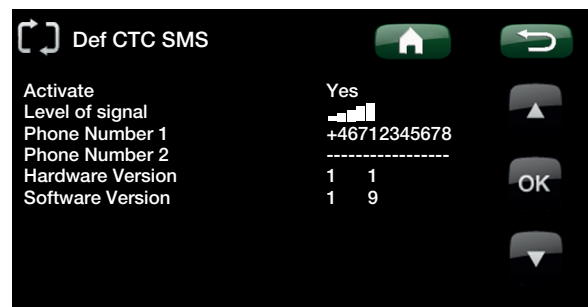 Def CTC SMS
Activate Yes
Level of signal
Phone Number 1 +46712345678
Phone Number 2 -----------------
Hardware Version 1 1
Software Version 1 9
OK